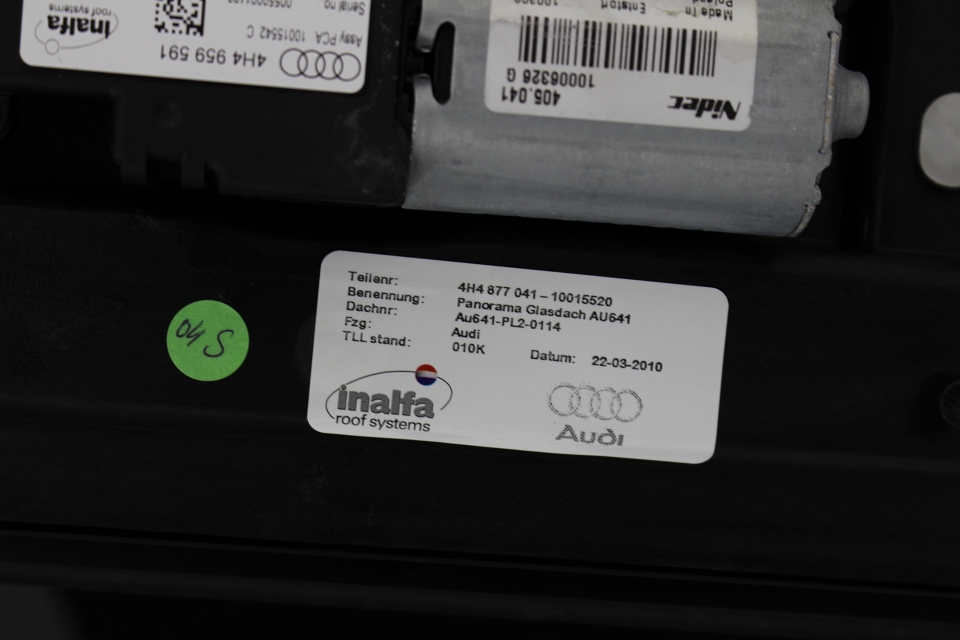 4H4 959 591
Assy PCA 10015542 C
Serial no
inalfa
roof systems
Nidec
405.041
10006326 G
Made in
Entstört
04 S
Teilenr: 4H4 877 041 – 10015520
Benennung: Panorama Glasdach AU641
Dachnr: Au641-PL2-0114
Fzg: Audi
TLL stand: 010K
Datum: 22-03-2010
inalfa
roof systems
Audi